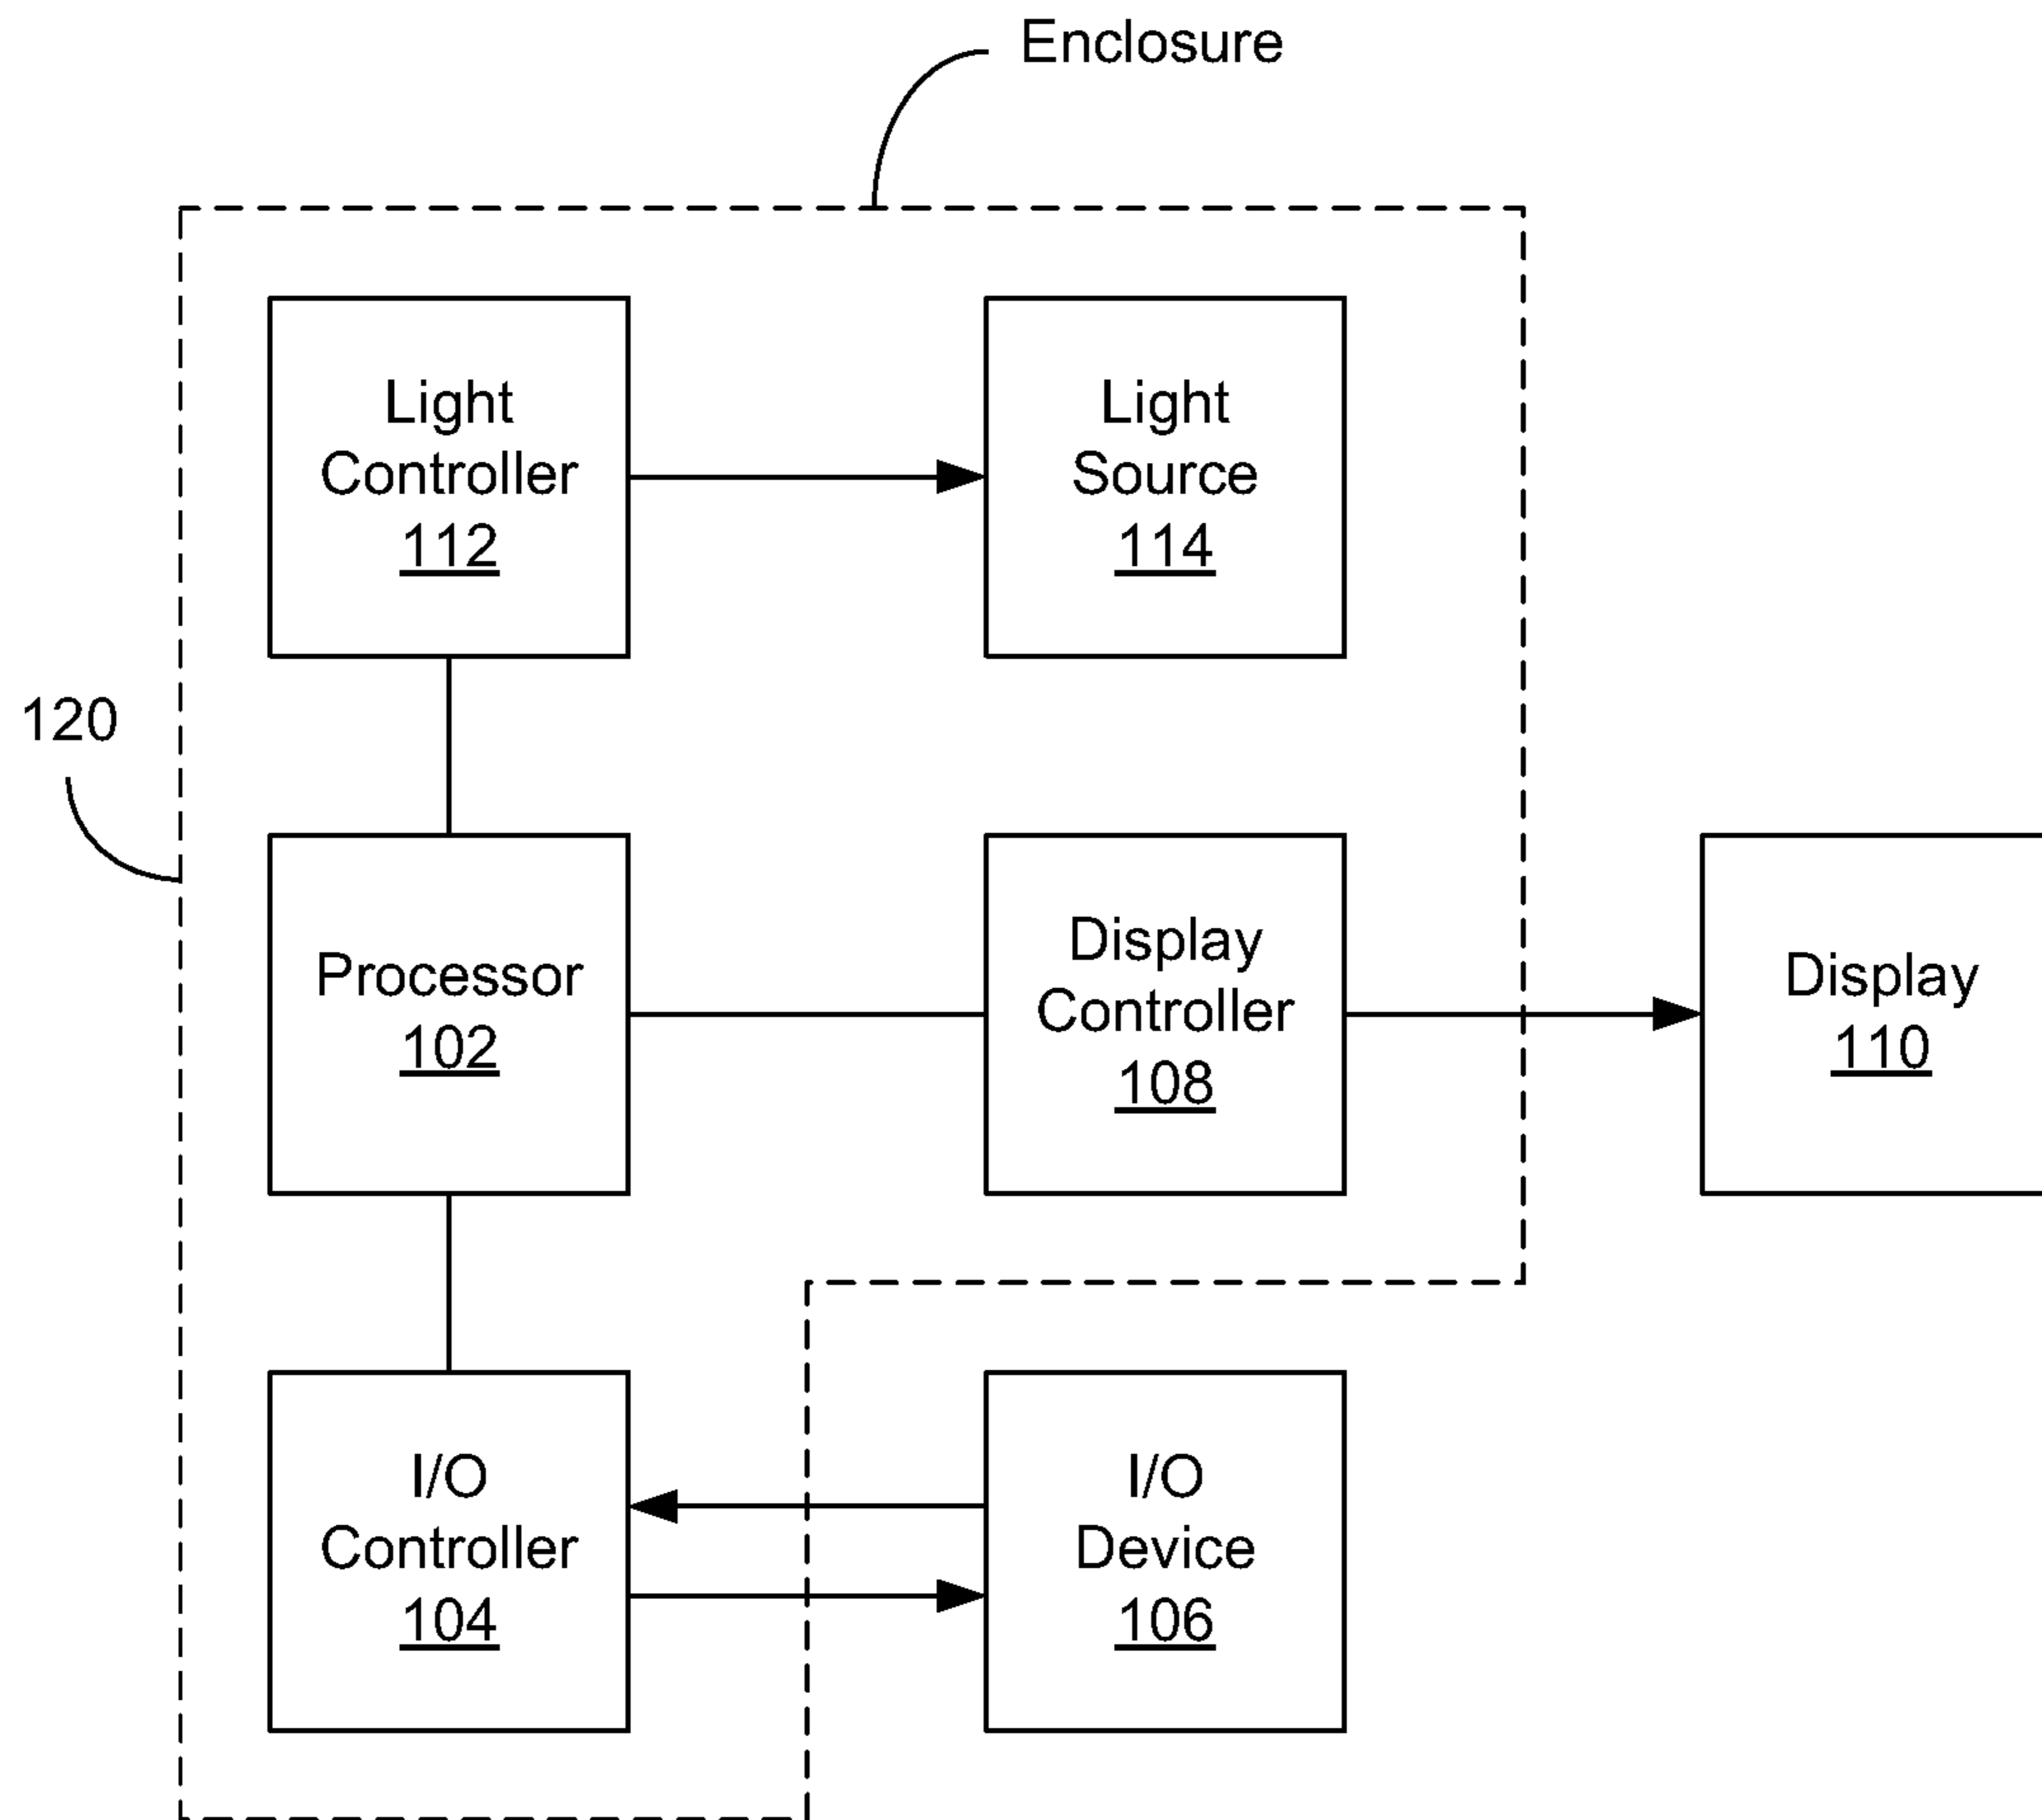 Enclosure
Light
Controller
112
Light
Source
114
120
Processor
102
Display
Controller
108
Display
110
I/O
Controller
104
I/O
Device
106